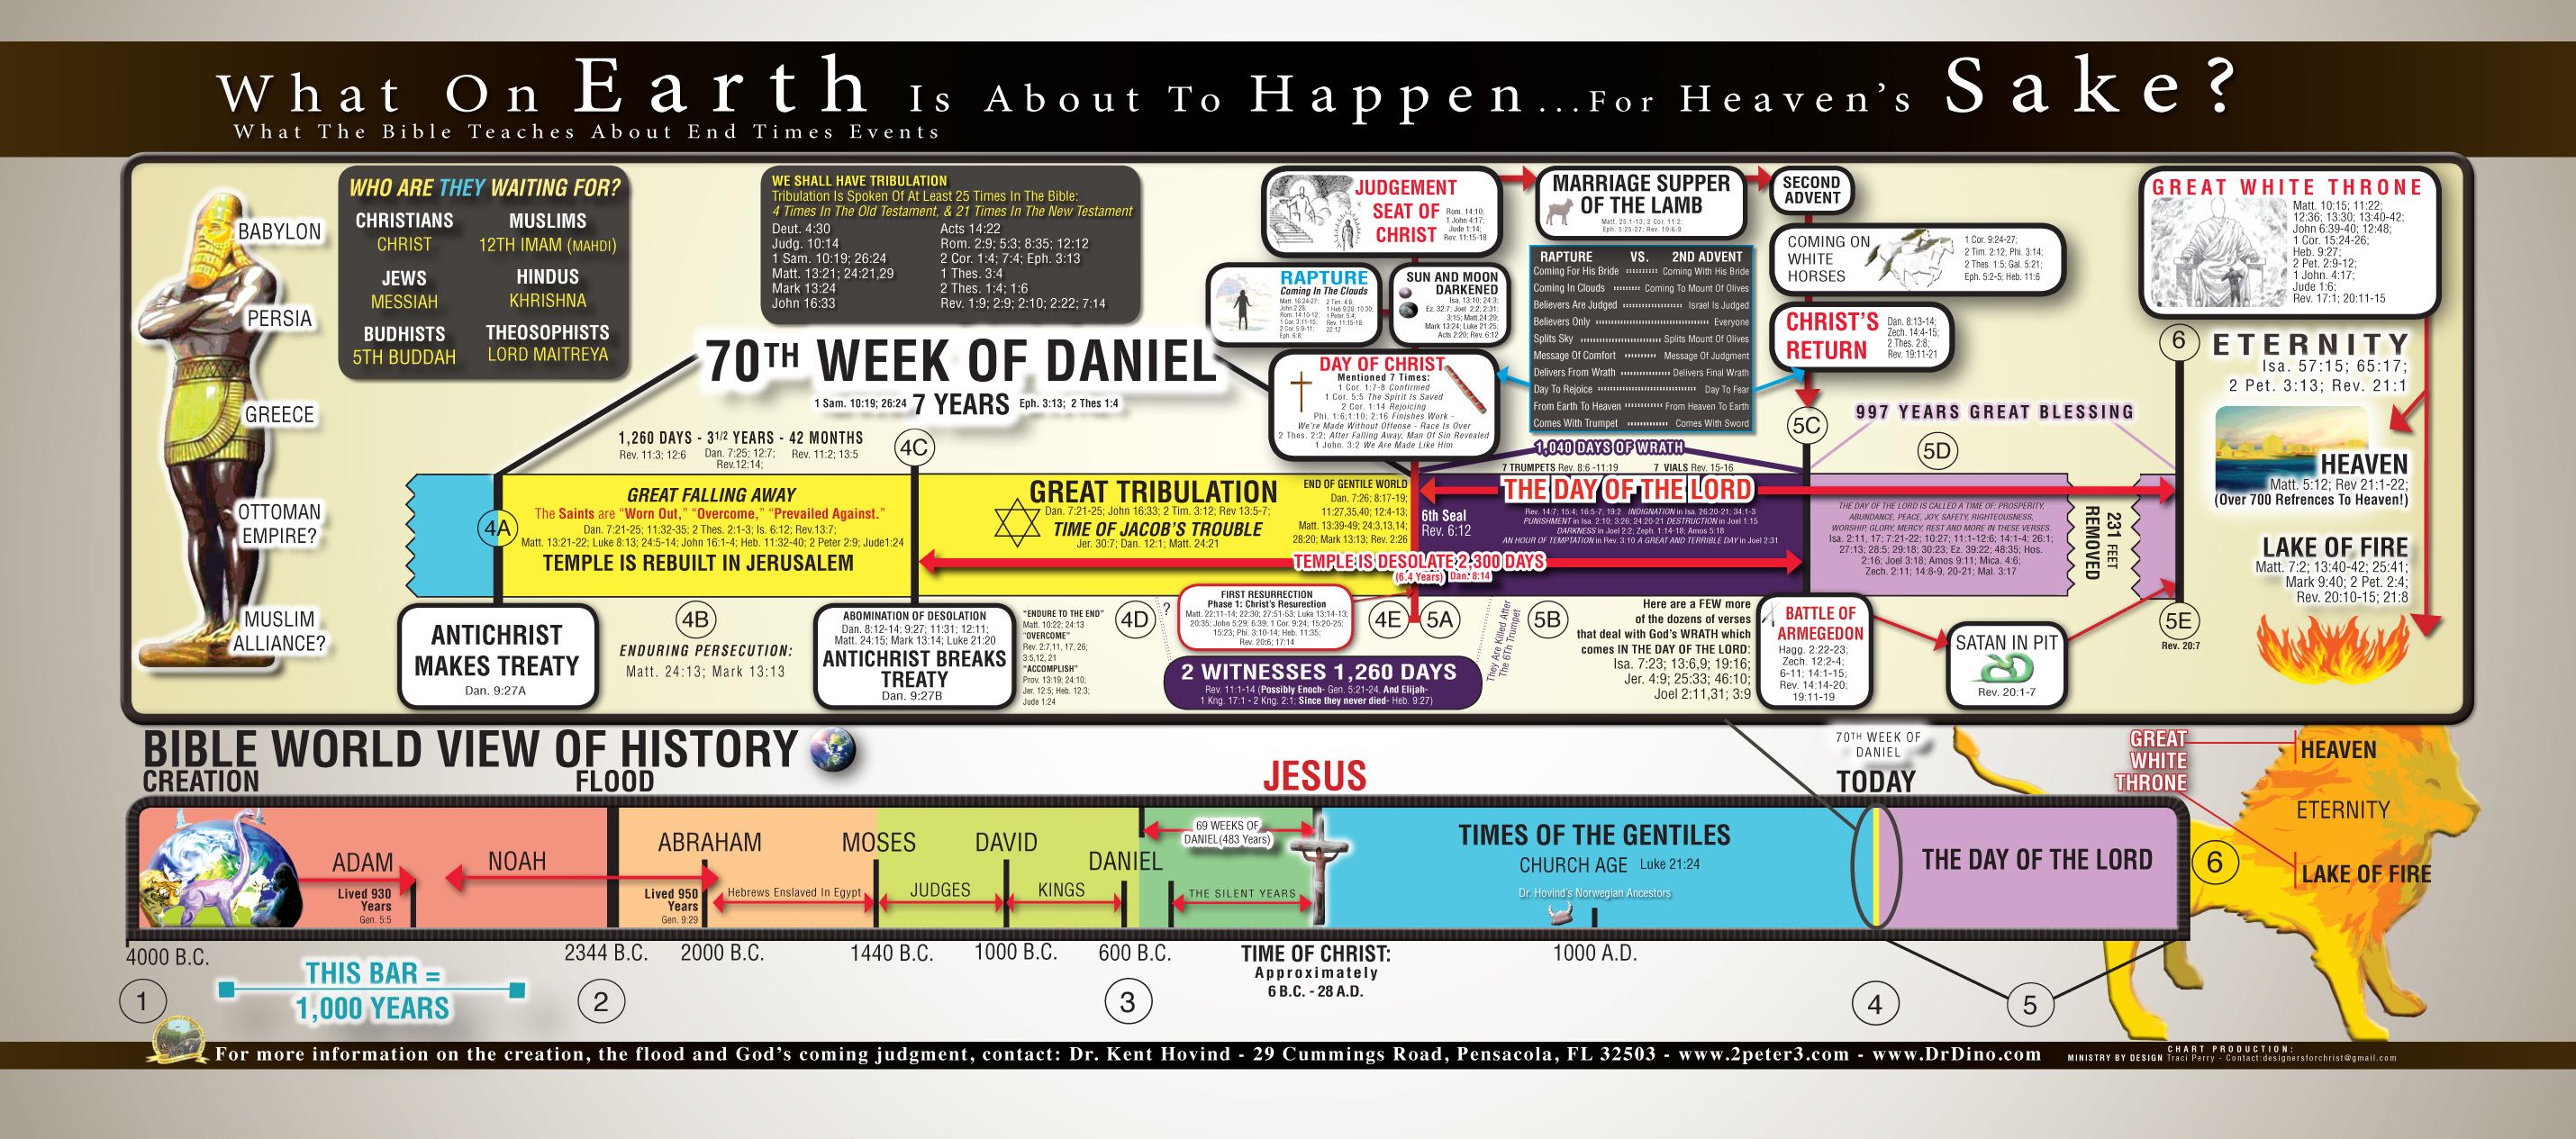 What On Earth Is About To Happen...For Heaven's Sake?
What The Bible Teaches About End Times Events
BABYLON
PERSIA
GREECE
OTTOMAN
EMPIRE?
MUSLIM
ALLIANCE?
WHO ARE THEY WAITING FOR?
CHRISTIANS
CHRIST
MUSLIMS
12TH IMAM (MAHDI)
JEWS
MESSIAH
HINDUS
KHRISHNA
BUDHISTS
5TH BUDDAH
THEOSOPHISTS
LORD MAITREYA
WE SHALL HAVE TRIBULATION
Tribulation Is Spoken Of At Least 25 Times In The Bible:
4 Times In The Old Testament, & 21 Times In The New Testament
Deut. 4:30
Judg. 10:14
1 Sam. 10:19; 26:24
Matt. 13:21; 24:21,29
Mark 13:24
John 16:33
Acts 14:22
Rom. 2:9; 5:3; 8:35; 12:12
2 Cor. 1:4; 7:4; Eph. 3:13
1 Thes. 3:4
2 Thes. 1:4; 1:6
Rev. 1:9; 2:9; 2:10; 2:22; 7:14
70TH WEEK OF DANIEL
1 Sam. 10:19; 26:24 7 YEARS Eph. 3:13; 2 Thes 1:4
1,260 DAYS - 31/2 YEARS - 42 MONTHS
Rev. 11:3; 12:6
Dan. 7:25; 12:7;
Rev.12:14;
Rev. 11:2; 13:5
JUDGEMENT
SEAT OF
CHRIST
Rom. 14:10;
1 John 4:17;
Jude 1:14;
Rev. 11:15-18
MARRIAGE SUPPER
OF THE LAMB
Matt. 25:1-13; 2 Cor. 11:2;
Eph. 5:25-27; Rev. 19:6-9
SECOND
ADVENT
RAPTURE
Coming In The Clouds
SUN AND MOON
DARKENED
Isa. 13:10; 24:3;
Ez. 32:7; Joel 2:2; 2:31;
3:15; Matt.24:29;
Mark 13:24; Luke 21:25;
Acts 2:20; Rev. 6:12
DAY OF CHRIST
Mentioned 7 Times:
1 Cor. 1:7-8 Confirmed
1 Cor. 5:5 The Spirit Is Saved
2 Cor. 1:14 Rejoicing
Phi. 1:6;1:10; 2:16 Finishes Work -
We're Made Without Offense - Race Is Over
2 Thes. 2:2; After Falling Away, Man Of Sin Revealed
1 John. 3:2 We Are Made Like Him
RAPTURE VS. 2ND ADVENT
Coming For His Bride Coming With His Bride
Coming In Clouds Coming To Mount Of Olives
Believers Are Judged Israel Is Judged
Believers Only Everyone
Splits Sky Splits Mount Of Olives
Message Of Comfort Message Of Judgment
Delivers From Wrath Delivers Final Wrath
Day To Rejoice Day To Fear
From Earth To Heaven From Heaven To Earth
Comes With Trumpet Comes With Sword
COMING ON
WHITE
HORSES
1 Cor. 9:24-27;
2 Tim. 2:12; Phi. 3:14;
2 Thes. 1:5; Gal. 5:21;
Eph. 5:2-5; Heb. 11:6
CHRIST'S
RETURN
Dan. 8:13-14;
Zech. 14:4-15;
2 Thes. 2:8;
Rev. 19:11-21
GREAT WHITE THRONE
Matt. 10:15; 11:22;
12:36; 13:30; 13:40-42;
John 6:39-40; 12:48;
1 Cor. 15:24-26;
Heb. 9:27;
2 Pet. 2:9-12;
1 John. 4:17;
Jude 1:6;
Rev. 17:1; 20:11-15
6
ETERNITY
Isa. 57:15; 65:17;
2 Pet. 3:13; Rev. 21:1
HEAVEN
Matt. 5:12; Rev 21:1-22;
(Over 700 Refrences To Heaven!)
LAKE OF FIRE
Matt. 7:2; 13:40-42; 25:41;
Mark 9:40; 2 Pet. 2:4;
Rev. 20:10-15; 21:8
4A
GREAT FALLING AWAY
The Saints are "Worn Out," "Overcome," "Prevailed Against."
Dan. 7:21-25; 11:32-35; 2 Thes. 2:1-3; Is. 6:12; Rev.13:7;
Matt. 13:21-22; Luke 8:13; 24:5-14; John 16:1-4; Heb. 11:32-40; 2 Peter 2:9; Jude1:24
TEMPLE IS REBUILT IN JERUSALEM
4C
GREAT TRIBULATION
Dan. 7:21-25; John 16:33; 2 Tim. 3:12; Rev 13:5-7;
TIME OF JACOB'S TROUBLE
Jer. 30:7; Dan. 12:1; Matt. 24:21
END OF GENTILE WORLD
Dan. 7:26; 8:17-19;
11:27,35,40; 12:4-13;
Matt. 13:39-49; 24:3,13,14;
28:20; Mark 13:13; Rev. 2:26
1,040 DAYS OF WRATH
7 TRUMPETS Rev. 8:6 -11:19 7 VIALS Rev. 15-16
THE DAY OF THE LORD
6th Seal
Rev. 6:12
Rev. 14:7; 15:4; 16:5-7; 19:2 INDIGNATION in Isa. 26:20-21; 34:1-3
PUNISHMENT in Isa. 2:10; 3:26; 24:20-21 DESTRUCTION in Joel 1:15
DARKNESS in Joel 2:2; Zeph. 1:14-18; Amos 5:18
AN HOUR OF TEMPTATION in Rev. 3:10 A GREAT AND TERRIBLE DAY in Joel 2:31
TEMPLE IS DESOLATE 2,300 DAYS
(6.4 Years) Dan. 8:14
5C
997 YEARS GREAT BLESSING
5D
THE DAY OF THE LORD IS CALLED A TIME OF: PROSPERITY,
ABUNDANCE, PEACE, JOY, SAFETY, RIGHTEOUSNESS,
WORSHIP, GLORY, MERCY, REST AND MORE IN THESE VERSES.
Isa. 2:11, 17; 7:21-22; 10:27; 11:1-12:6; 14:1-4; 26:1;
27:13; 28:5; 29:18; 30:23; Ez. 39:22; 48:35; Hos.
2:16; Joel 3:18; Amos 9:11; Mica. 4:6;
Zech. 2:11; 14:8-9, 20-21; Mal. 3:17
231 FEET
REMOVED
ANTICHRIST
MAKES TREATY
Dan. 9:27A
4B
ENDURING PERSECUTION:
Matt. 24:13; Mark 13:13
ABOMINATION OF DESOLATION
Dan. 8:12-14; 9:27; 11:31; 12:11;
Matt. 24:15; Mark 13:14; Luke 21:20
ANTICHRIST BREAKS
TREATY
Dan. 9:27B
"ENDURE TO THE END"
Matt. 10:22; 24:13
"OVERCOME"
Rev. 2:7,11, 17, 26;
3:5,12, 21
"ACCOMPLISH"
Prov. 13:19; 24:10;
Jer. 12:5; Heb. 12:3;
Jude 1:24
4D
?
FIRST RESURRECTION
Phase 1: Christ's Resurrection
Matt. 22:11-14; 22:30; 27:51-53; Luke 13:14-13;
20:35; John 5:29; 6:39; 1 Cor. 9:24; 15:20-25;
15:23; Phi. 3:10-14; Heb. 11:35;
Rev. 20:6; 17:14
4E
5A
2 WITNESSES 1,260 DAYS
Rev. 11:1-14 (Possibly Enoch- Gen. 5:21-24, And Elijah-
1 Kng. 17:1 - 2 Kng. 2:1; Since they never died- Heb. 9:27)
They Are Killed After
The 6Th Trumpet
5B
Here are a FEW more
of the dozens of verses
that deal with God's WRATH which
comes IN THE DAY OF THE LORD:
Isa. 7:23; 13:6,9; 19:16;
Jer. 4:9; 25:33; 46:10;
Joel 2:11,31; 3:9
BATTLE OF
ARMEGEDON
Hagg. 2:22-23;
Zech. 12:2-4;
6-11; 14:1-15;
Rev. 14:14-20;
19:11-19
SATAN IN PIT
Rev. 20:1-7
5E
Rev. 20:7
BIBLE WORLD VIEW OF HISTORY
CREATION
FLOOD
JESUS
70TH WEEK OF
DANIEL
TODAY
GREAT
WHITE
THRONE
HEAVEN
ETERNITY
LAKE OF FIRE
ADAM
Lived 930
Years
Gen. 5:5
NOAH
Lived 950
Years
Gen. 9:29
ABRAHAM
Hebrews Enslaved In Egypt
MOSES
JUDGES
DAVID
KINGS
DANIEL
69 WEEKS OF
DANIEL(483 Years)
THE SILENT YEARS
TIMES OF THE GENTILES
CHURCH AGE Luke 21:24
Dr. Hovind's Norwegian Ancestors
THE DAY OF THE LORD
6
4000 B.C.
2344 B.C.
2000 B.C.
1440 B.C.
1000 B.C.
600 B.C.
TIME OF CHRIST:
Approximately
6 B.C. - 28 A.D.
1000 A.D.
1
THIS BAR =
1,000 YEARS
2
3
4
5
For more information on the creation, the flood and God's coming judgment, contact: Dr. Kent Hovind - 29 Cummings Road, Pensacola, FL 32503 - www.2peter3.com - www.DrDino.com
CHART PRODUCTION:
MINISTRY BY DESIGN Traci Perry - Contact:designersforchrist@gmail.com